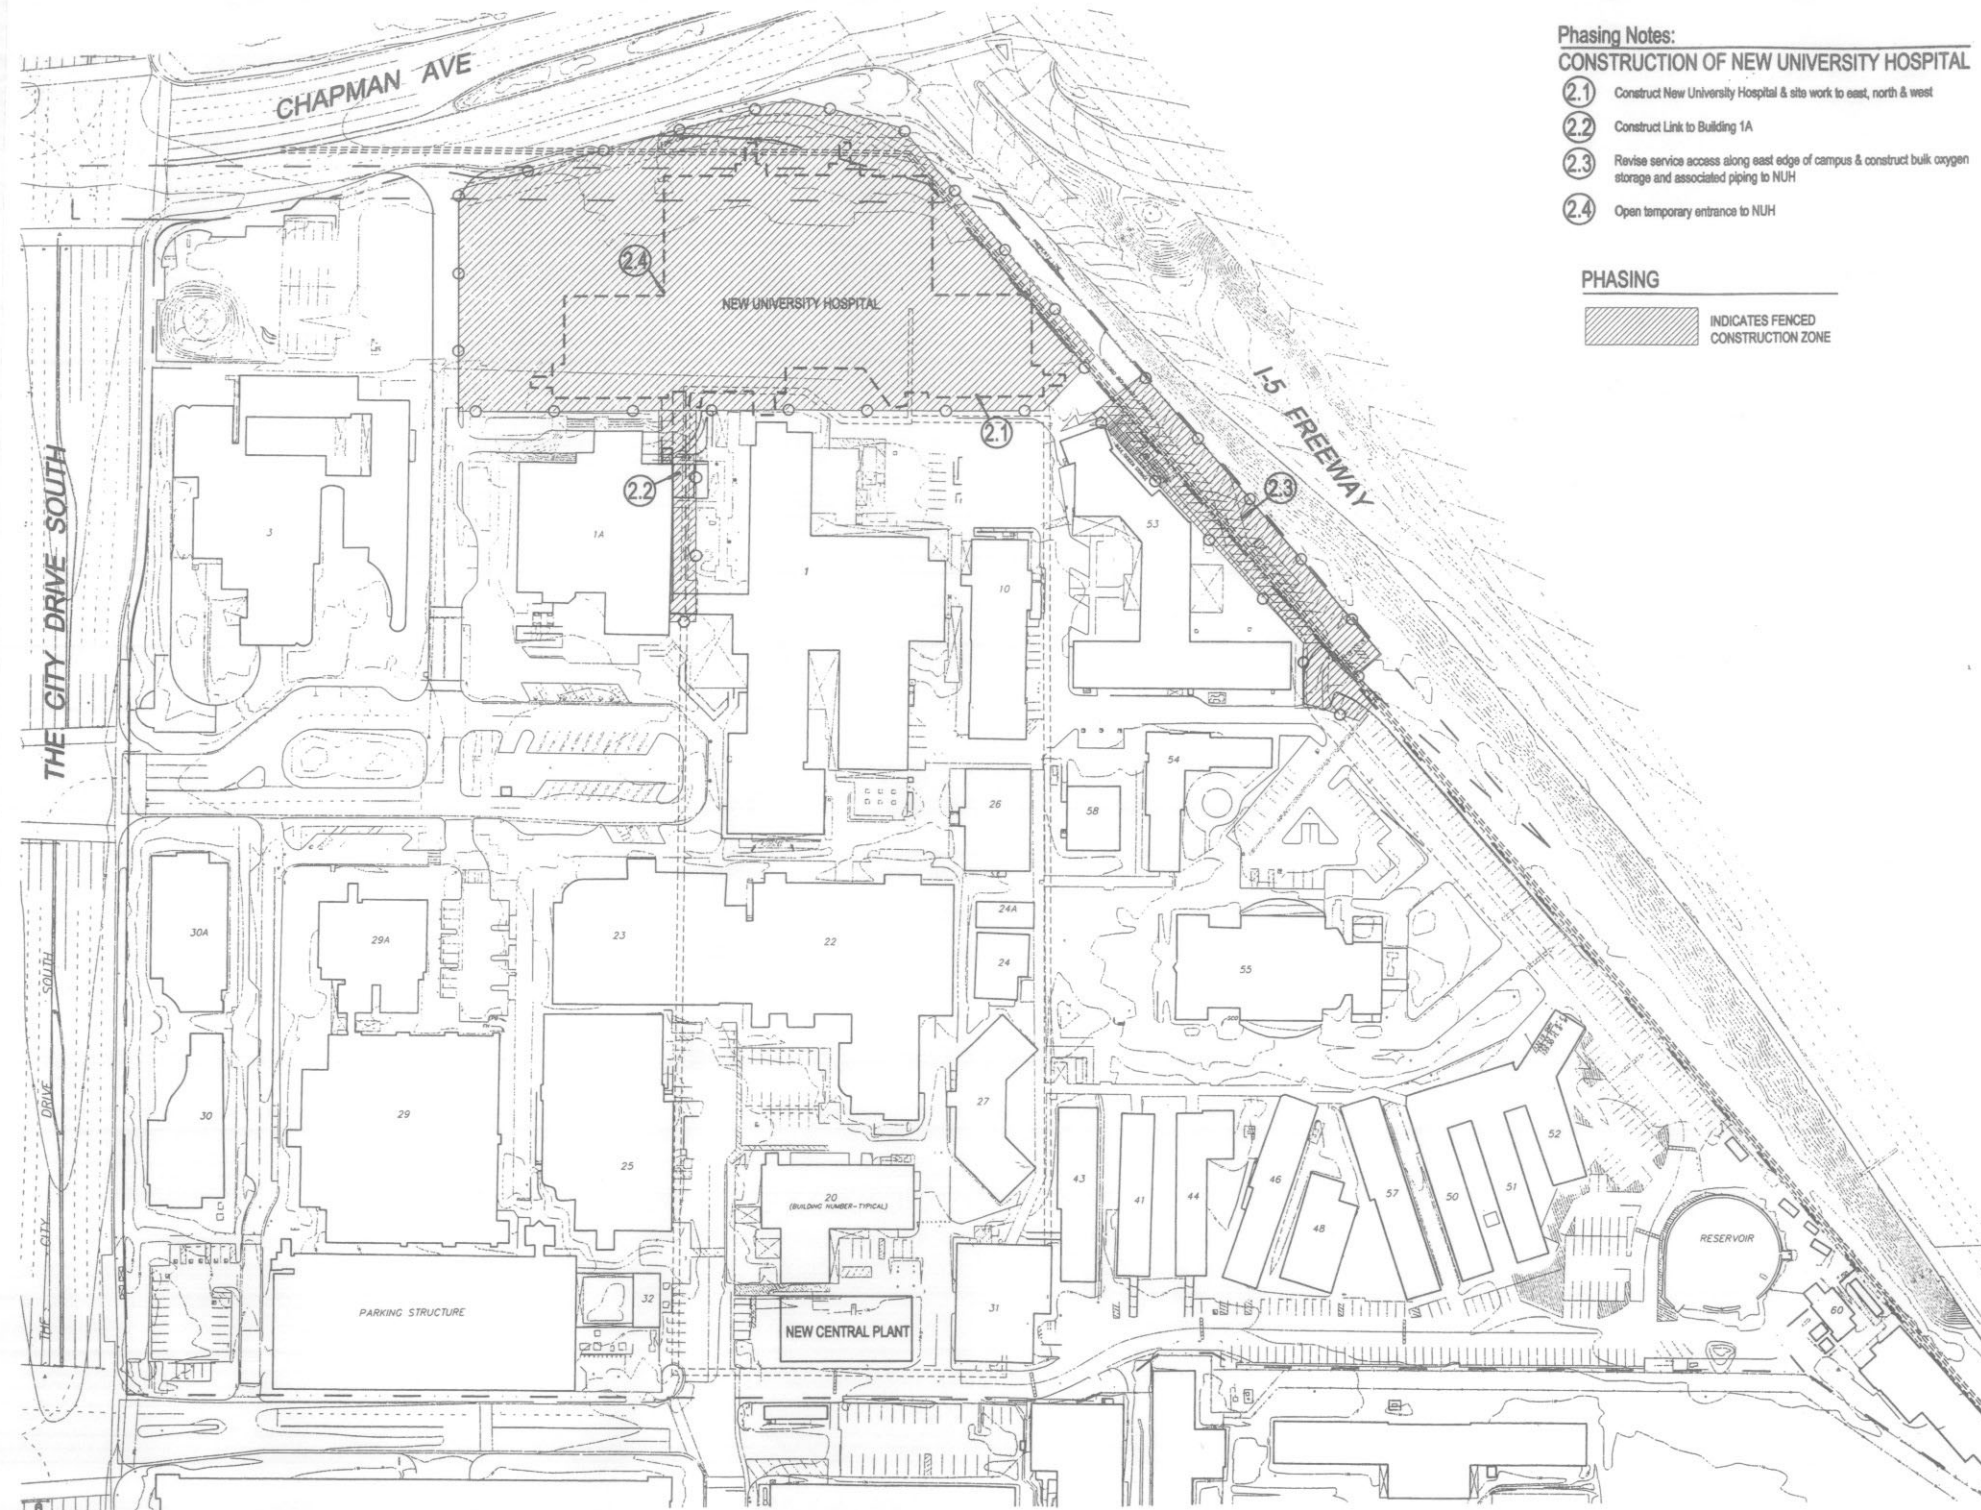 Phasing Notes:
CONSTRUCTION OF NEW UNIVERSITY HOSPITAL
2.1 Construct New University Hospital & site work to east, north & west
2.2 Construct Link to Building 1A
2.3 Revise service access along east edge of campus & construct bulk oxygen
storage and associated piping to NUH
2.4 Open temporary entrance to NUH
PHASING
INDICATES FENCED
CONSTRUCTION ZONE
CHAPMAN AVE
2.4
NEW UNIVERSITY HOSPITAL
I-5 FREEWAY
2.1
2.2
2.3
THE CITY DRIVE SOUTH
3
1A
1
10
53
54
26
58
30A
29A
23
22
24A
24
55
THE CITY DRIVE SOUTH
30
29
25
27
20
(BUILDING NUMBER-TYPICAL)
43
41
44
46
48
57
50
51
52
RESERVOIR
PARKING STRUCTURE
32
NEW CENTRAL PLANT
31
60